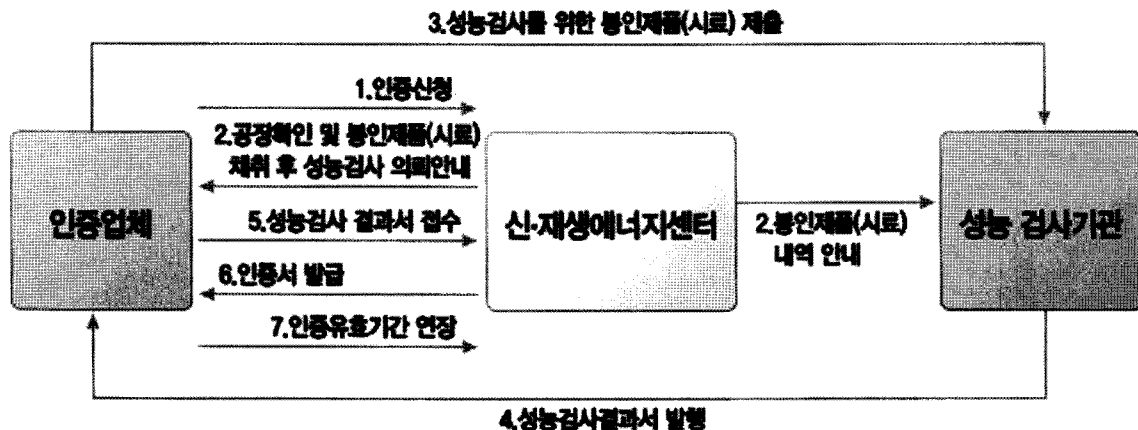 3.성능검사를 위한 봉인제품(시료) 제출
1.인증신청
2.공장확인 및 봉인제품(시료)
채취 후 성능검사 의뢰안내
인증업체
5.성능검사 결과서 접수
신·재생에너지센터
2.봉인제품(시료)
내역 안내
성능 검사기관
6.인증서 발급
7.인증유효기간 연장
4.성능검사결과서 발행